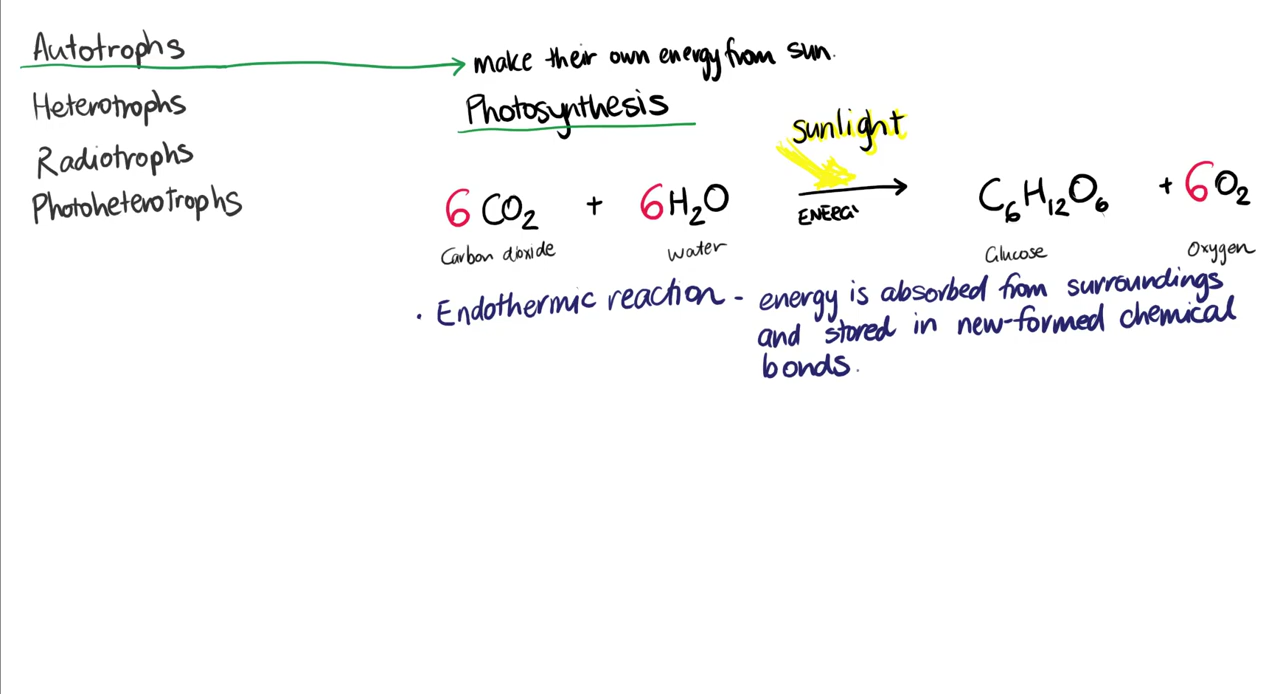 Autotrophs
make their own energy from sun.
Heterotrophs
Photosynthesis
Radiotrophs
Photoheterotrophs
sunlight
6CO₂ + 6H₂O ENERGY C₆H₁₂O₆ + 6O₂
Carbon dioxide water Glucose Oxygen
· Endothermic reaction - energy is absorbed from surroundings
and stored in new-formed chemical
bonds.